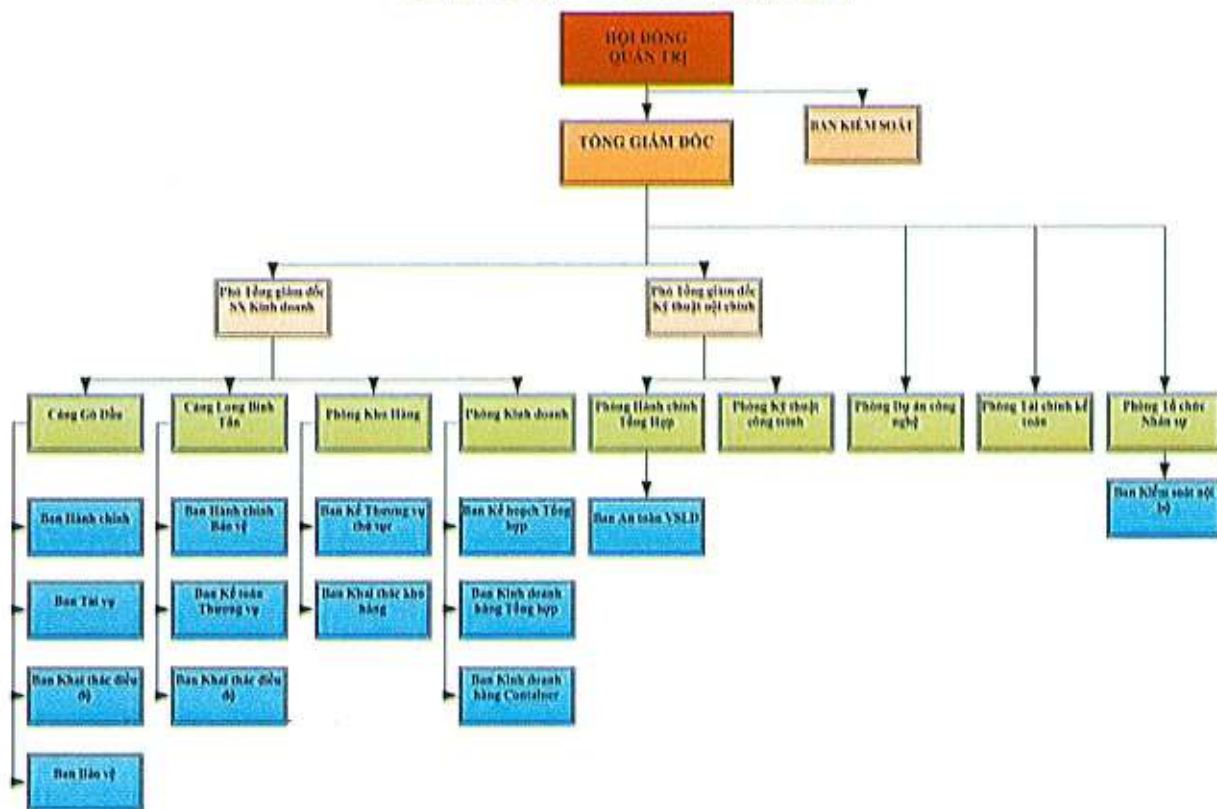 HỘI ĐỒNG
QUẢN TRỊ
TỔNG GIÁM ĐỐC
BAN KIỂM SOÁT
Phó Tổng giám đốc
SX Kinh doanh
Phó Tổng giám đốc
Kỹ thuật nội chính
Cảng Gò Dầu
Cảng Long Bình
Tân
Phòng Kho Hàng
Phòng Kinh doanh
Phòng Hành chính
Tổng Hợp
Phòng Kỹ thuật
công trình
Phòng Dự án công
nghệ
Phòng Tài chính kế
toán
Phòng Tổ chức
Nhân sự
Ban Hành chính
Ban Hành chính
Bảo vệ
Ban Kế Thương vụ
thủ tục
Ban Kế hoạch Tổng
hợp
Ban An toàn VSLD
Ban Kiểm soát nội
bộ
Ban Tài vụ
Ban Kế toán
Thương vụ
Ban Khai thác kho
hàng
Ban Kinh doanh
hàng Tổng hợp
Ban Khai thác điều
độ
Ban Khai thác điều
độ
Ban Kinh doanh
hàng Container
Ban Bảo vệ